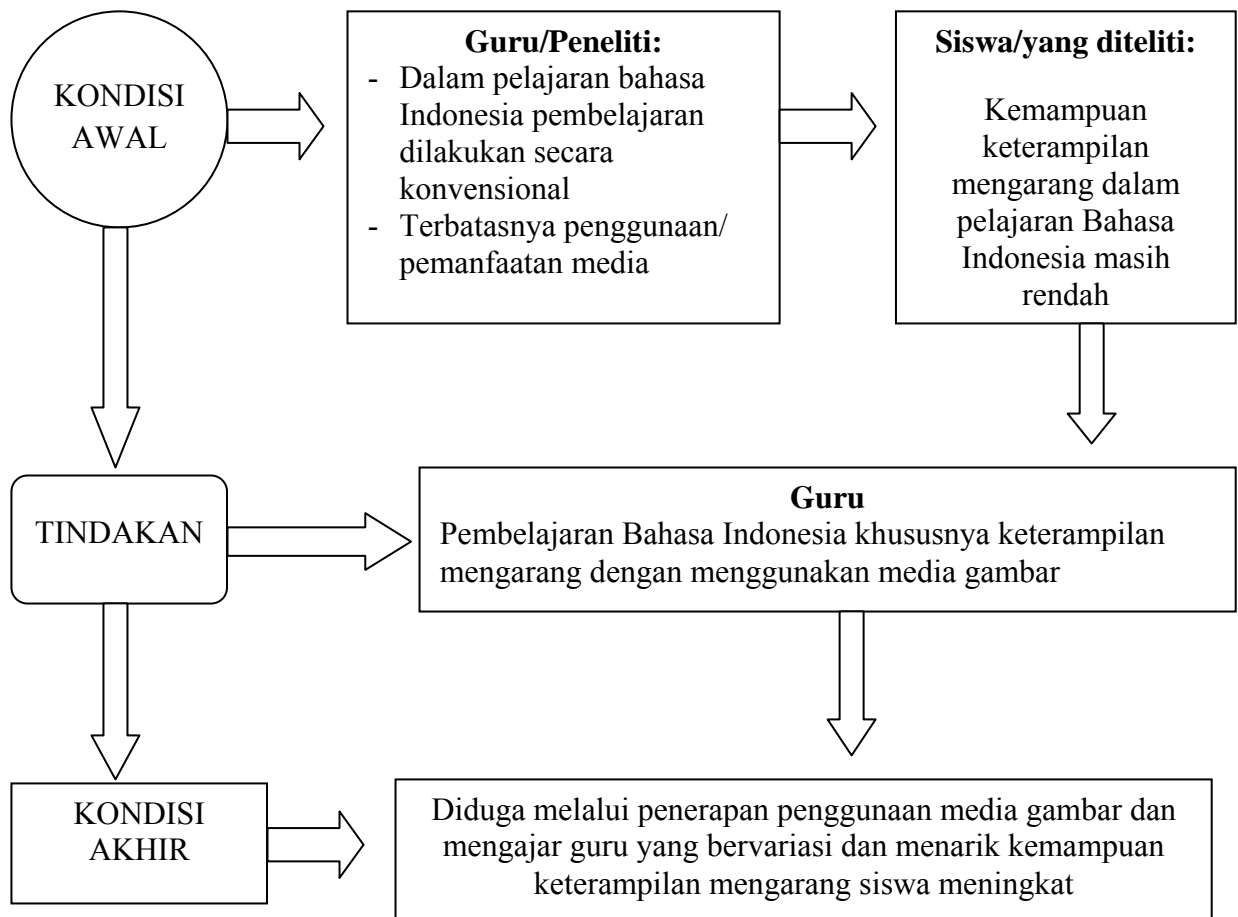 KONDISI
AWAL
Guru/Peneliti:
- Dalam pelajaran bahasa
Indonesia pembelajaran
dilakukan secara
konvensional
- Terbatasnya penggunaan/
pemanfaatan media
Siswa/yang diteliti:
Kemampuan
keterampilan
mengarang dalam
pelajaran Bahasa
Indonesia masih
rendah
TINDAKAN
Guru
Pembelajaran Bahasa Indonesia khususnya keterampilan
mengarang dengan menggunakan media gambar
KONDISI
AKHIR
Diduga melalui penerapan penggunaan media gambar dan
mengajar guru yang bervariasi dan menarik kemampuan
keterampilan mengarang siswa meningkat